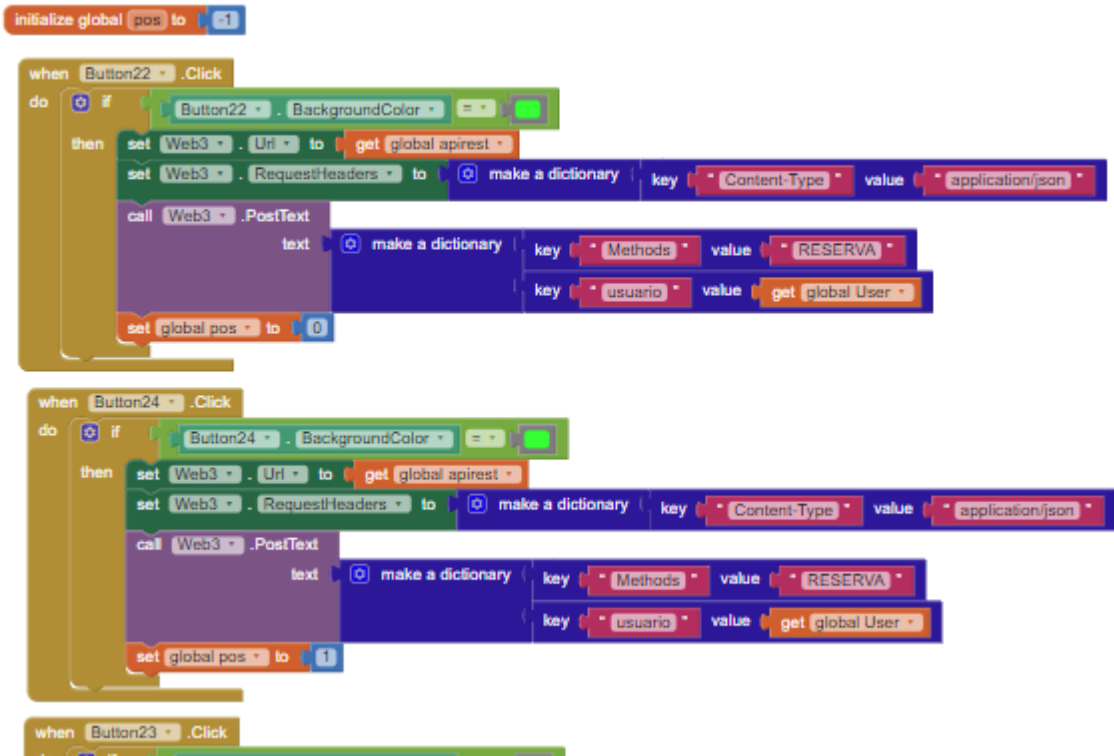 initialize global pos to -1
when Button22 .Click
do if Button22 . BackgroundColor =
then set Web3 . Url to get global apirest
set Web3 . RequestHeaders to make a dictionary key " Content-Type " value " application/json "
call Web3 .PostText
text make a dictionary key " Methods " value " RESERVA "
key " usuario " value get global User
set global pos to 0
when Button24 .Click
do if Button24 . BackgroundColor =
then set Web3 . Url to get global apirest
set Web3 . RequestHeaders to make a dictionary key " Content-Type " value " application/json "
call Web3 .PostText
text make a dictionary key " Methods " value " RESERVA "
key " usuario " value get global User
set global pos to 1
when Button23 .Click